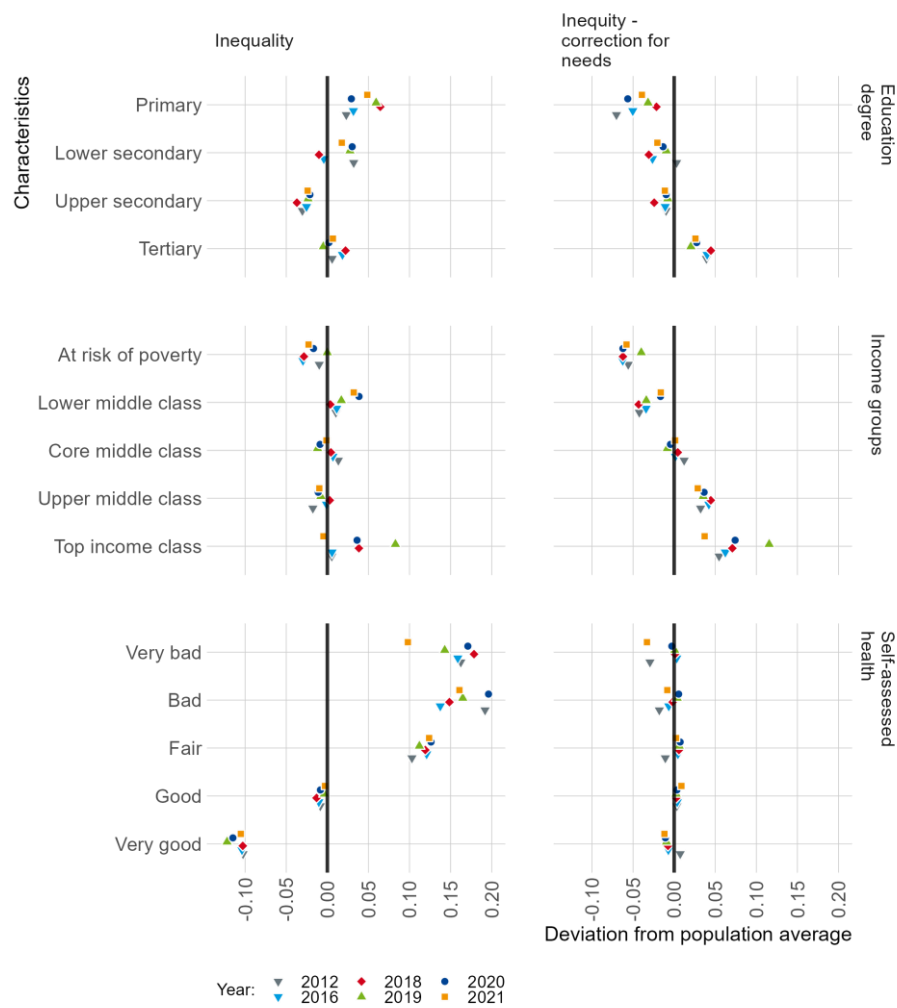 Inequality
Inequity -
correction for
needs
Characteristics
Primary
Lower secondary
Upper secondary
Tertiary
Education
degree
At risk of poverty
Lower middle class
Core middle class
Upper middle class
Top income class
Income groups
Very bad
Bad
Fair
Good
Very good
Self-assessed
health
-0.10 -0.05 0.00 0.05 0.10 0.15 0.20
-0.10 -0.05 0.00 0.05 0.10 0.15 0.20
Deviation from population average
Year: 2012 2018 2020
2016 2019 2021